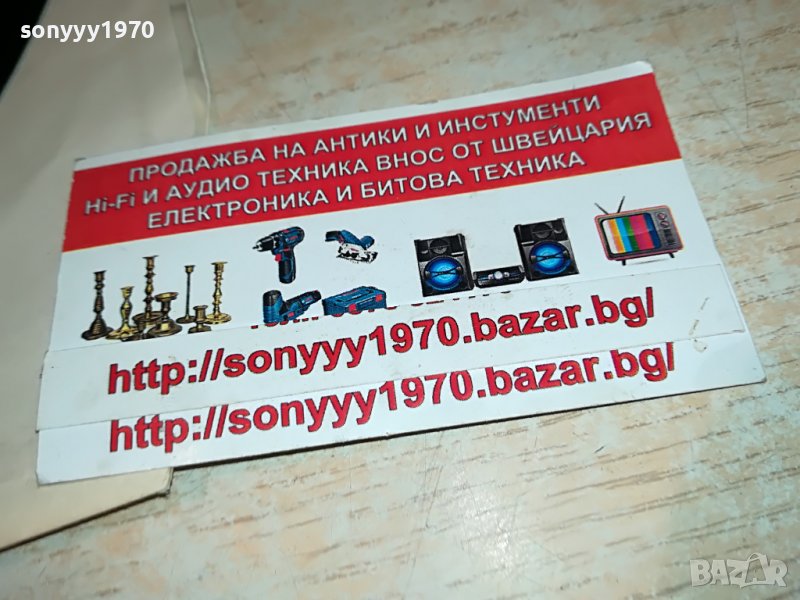 sonyyy1970
ПРОДАЖБА НА АНТИКИ И ИНСТУМЕНТИ
Hi-Fi И АУДИО ТЕХНИКА ВНОС ОТ ШВЕЙЦАРИЯ
ЕЛЕКТРОНИКА И БИТОВА ТЕХНИКА
http://sonyyy1970.bazar.bg/
http://sonyyy1970.bazar.bg/
sonyyy1970
BAZAR